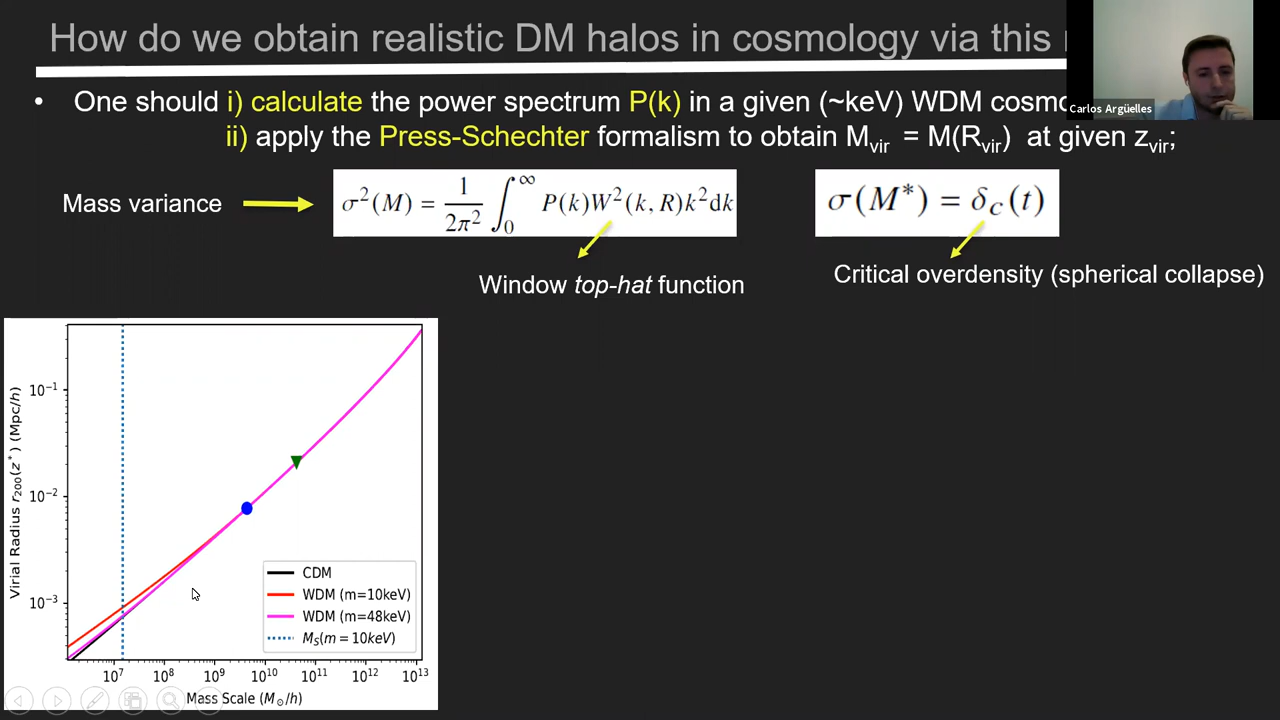 How do we obtain realistic DM halos in cosmology via this
• One should i) calculate the power spectrum P(k) in a given (~keV) WDM cosmo
Carlos Argüelles
ii) apply the Press-Schechter formalism to obtain M_vir = M(R_vir) at given z_vir;
Mass variance
σ²(M) = 1/2π² ∫₀^∞ P(k)W²(k, R)k²dk
σ(M*) = δ_c(t)
Window top-hat function
Critical overdensity (spherical collapse)
Virial Radius r₂₀₀(z*) (Mpc/h)
10⁻¹
10⁻²
10⁻³
CDM
WDM (m=10keV)
WDM (m=48keV)
M_S(m = 10keV)
10⁷ 10⁸ 10⁹ 10¹⁰ 10¹¹ 10¹² 10¹³
Mass Scale (M☉/h)